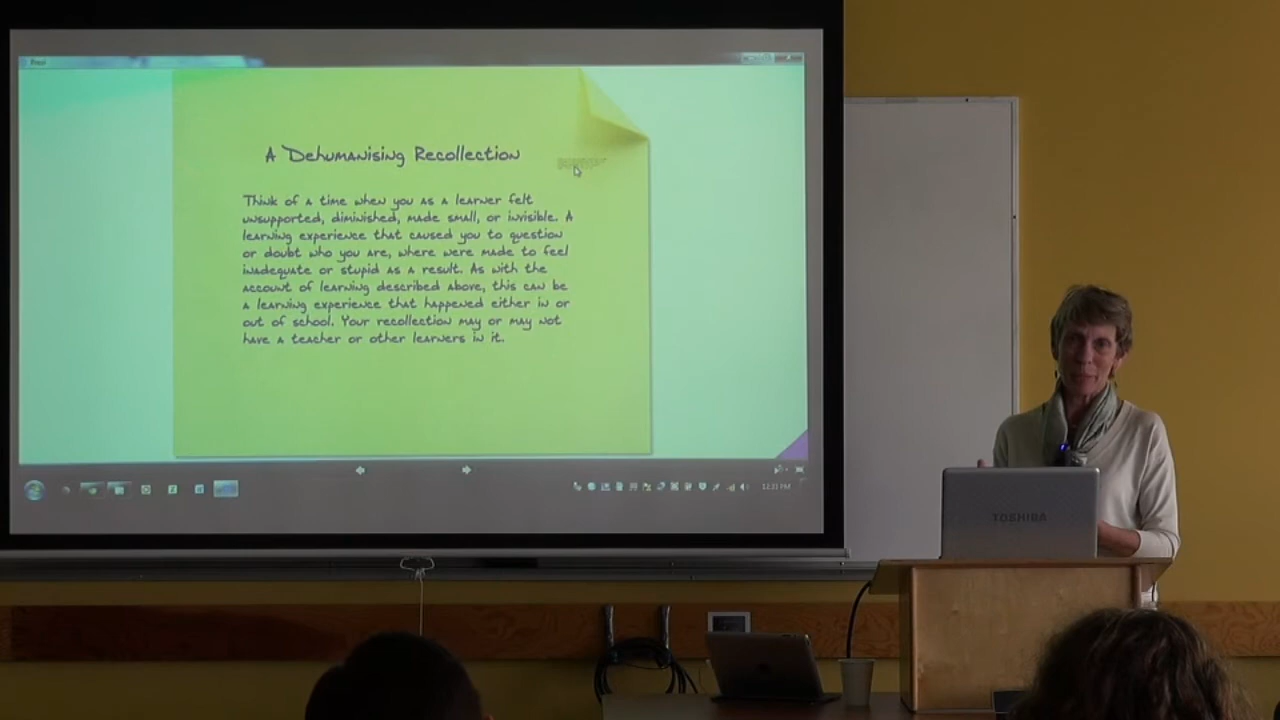 Prezi
A Dehumanising Recollection
Think of a time when you as a learner felt
unsupported, diminished, made small, or invisible. A
learning experience that caused you to question
or doubt who you are, where were made to feel
inadequate or stupid as a result. As with the
account of learning described above, this can be
a learning experience that happened either in or
out of school. Your recollection may or may not
have a teacher or other learners in it.
TOSHIBA